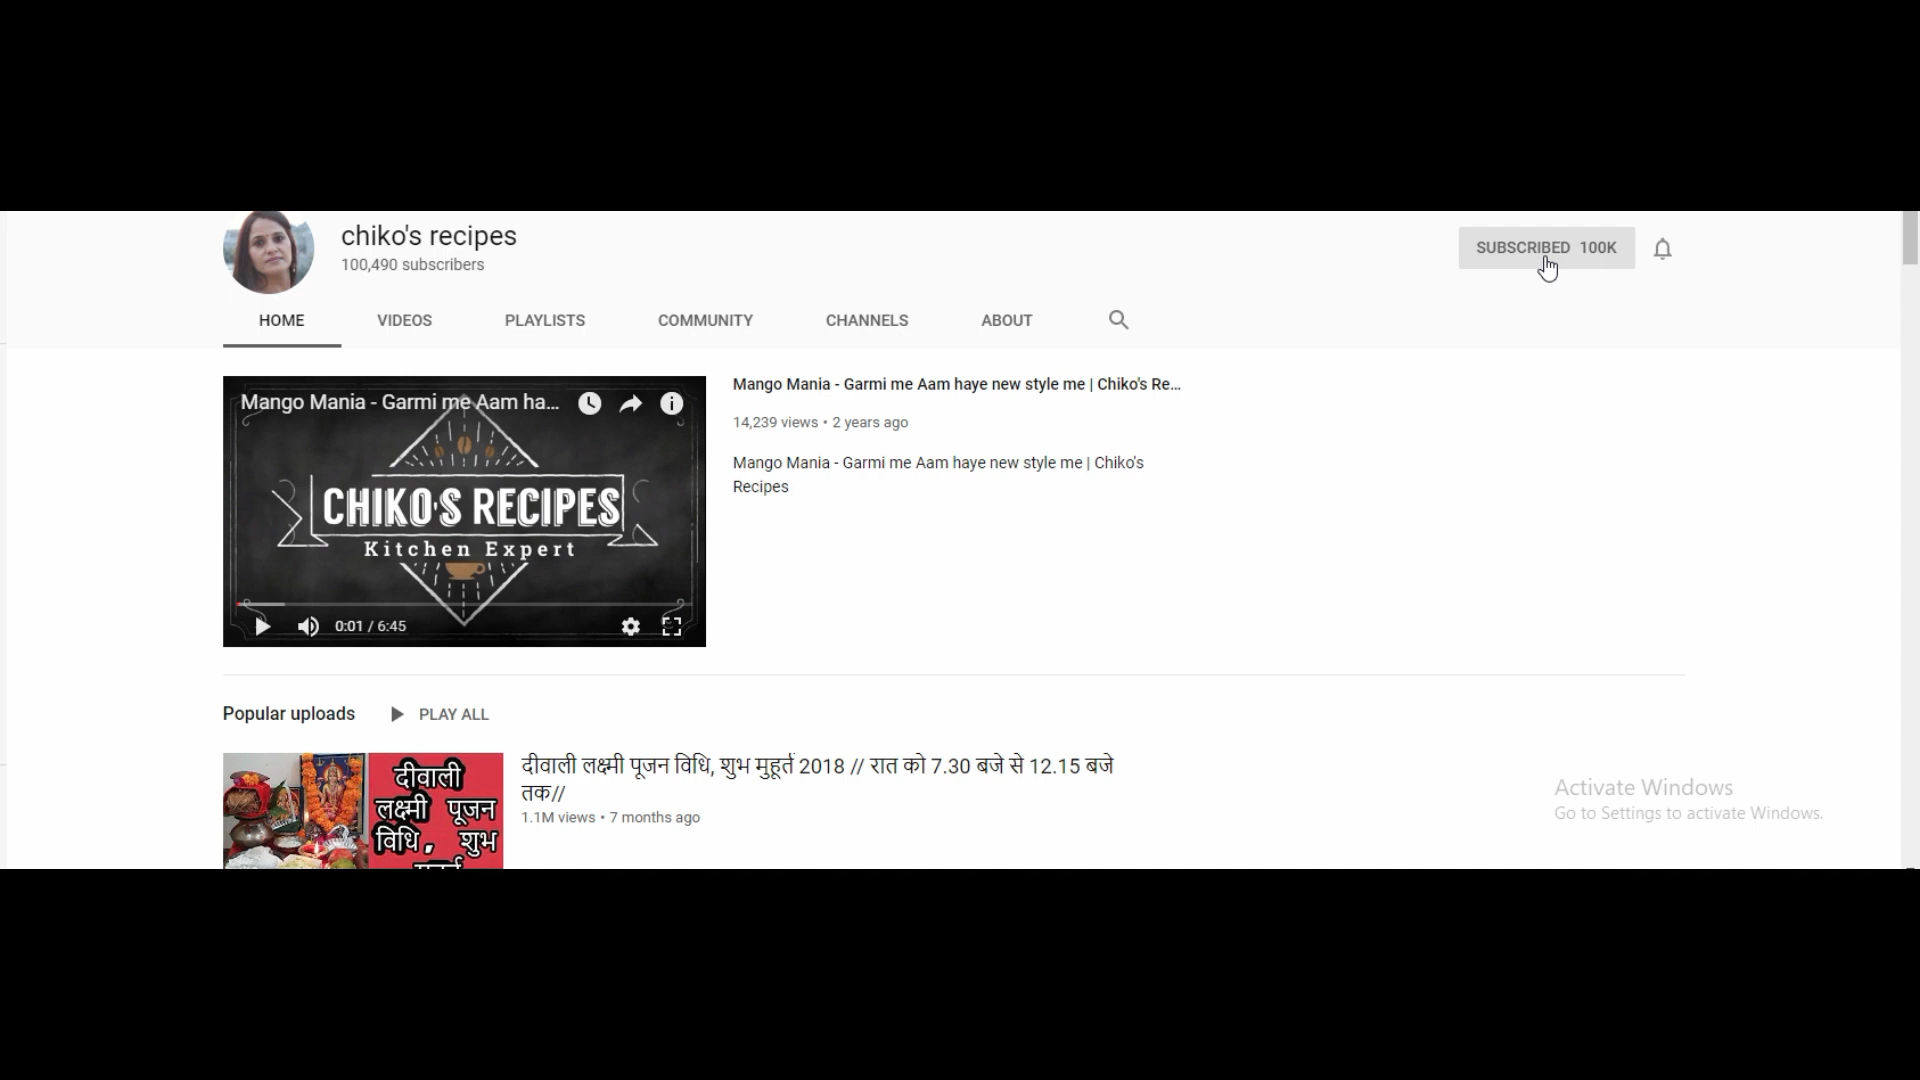 chiko's recipes
100,490 subscribers
SUBSCRIBED 100K
HOME VIDEOS PLAYLISTS COMMUNITY CHANNELS ABOUT
Mango Mania - Garmi me Aam ha...
CHIKO'S RECIPES
Kitchen Expert
0:01 / 6:45
Mango Mania - Garmi me Aam haye new style me | Chiko's Re...
14,239 views • 2 years ago
Mango Mania - Garmi me Aam haye new style me | Chiko's
Recipes
Popular uploads PLAY ALL
दीवाली
लक्ष्मी पूजन
विधि, शुभ
दीवाली लक्ष्मी पूजन विधि, शुभ मुहूर्त 2018 // रात को 7.30 बजे से 12.15 बजे
तक//
1.1M views • 7 months ago
Activate Windows
Go to Settings to activate Windows.